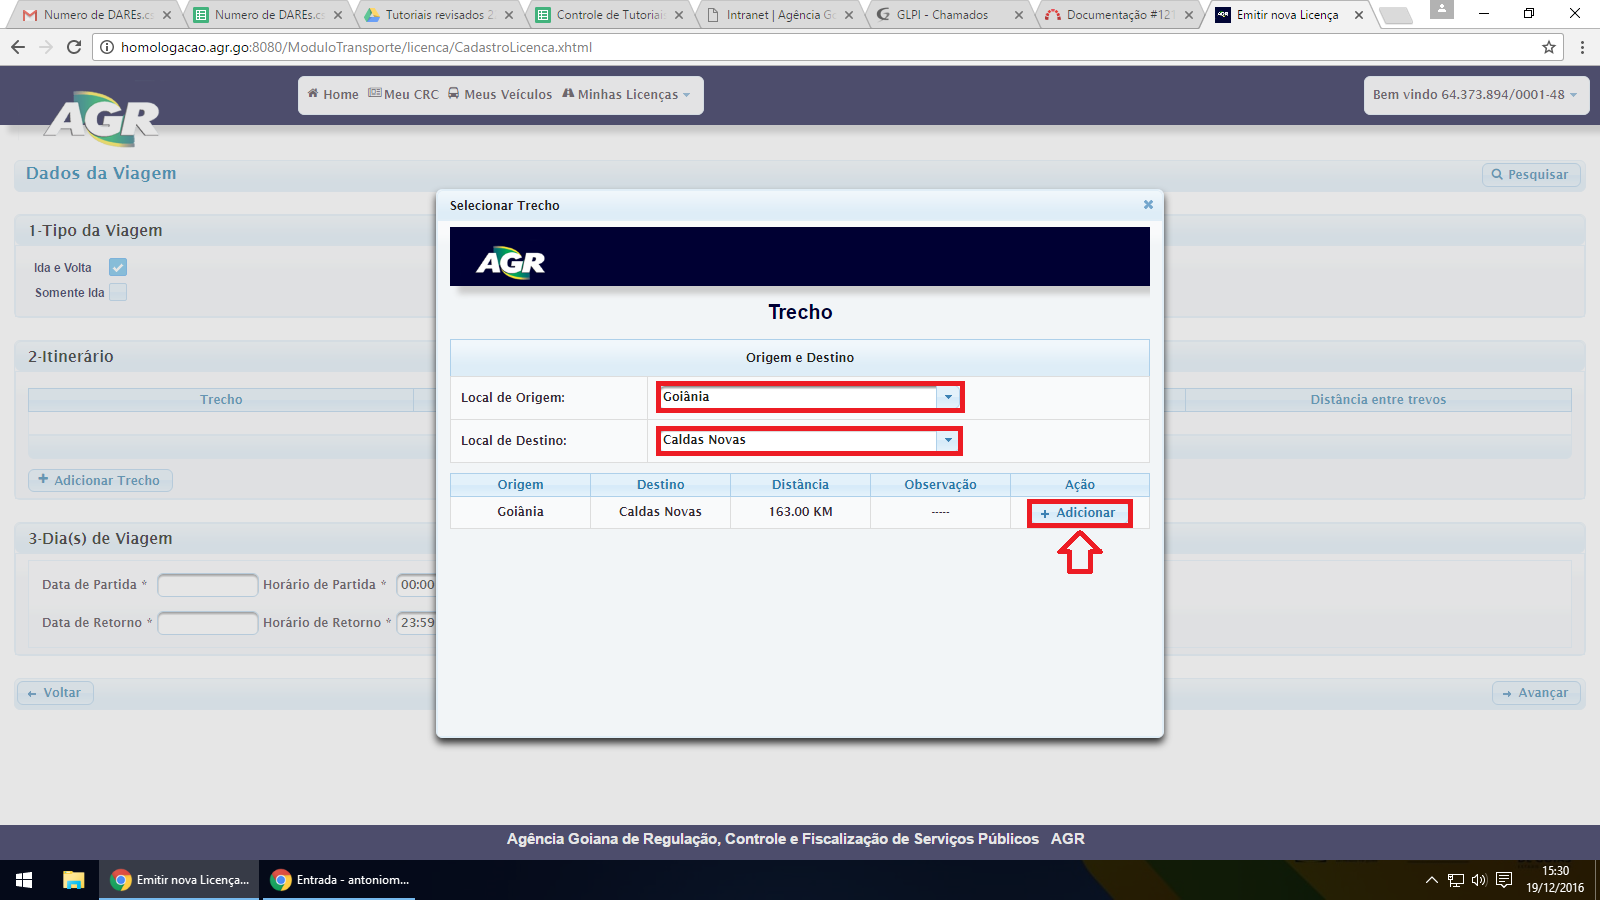 Numero de DAREs.cs
Numero de DAREs.cs
Tutoriais revisados 2
Controle de Tutoriai
Intranet | Agência Go
GLPI - Chamados
Documentação #121
Emitir nova Licença
homologacao.agr.go:8080/ModuloTransporte/licenca/CadastroLicenca.xhtml
AGR
Home
Meu CRC
Meus Veículos
Minhas Licenças
Bem vindo 64.373.894/0001-48
Dados da Viagem
Pesquisar
1-Tipo da Viagem
Ida e Volta
Somente Ida
2-Itinerário
Trecho
Distância entre trevos
Adicionar Trecho
3-Dia(s) de Viagem
Data de Partida *
Horário de Partida *
00:00
Data de Retorno *
Horário de Retorno *
23:59
Voltar
Avançar
Selecionar Trecho
AGR
Trecho
Origem e Destino
Local de Origem:
Goiânia
Local de Destino:
Caldas Novas
Origem
Destino
Distância
Observação
Ação
Goiânia
Caldas Novas
163.00 KM
-----
+ Adicionar
Agência Goiana de Regulação, Controle e Fiscalização de Serviços Públicos AGR
Emitir nova Licença...
Entrada - antoniom...
15:30
19/12/2016